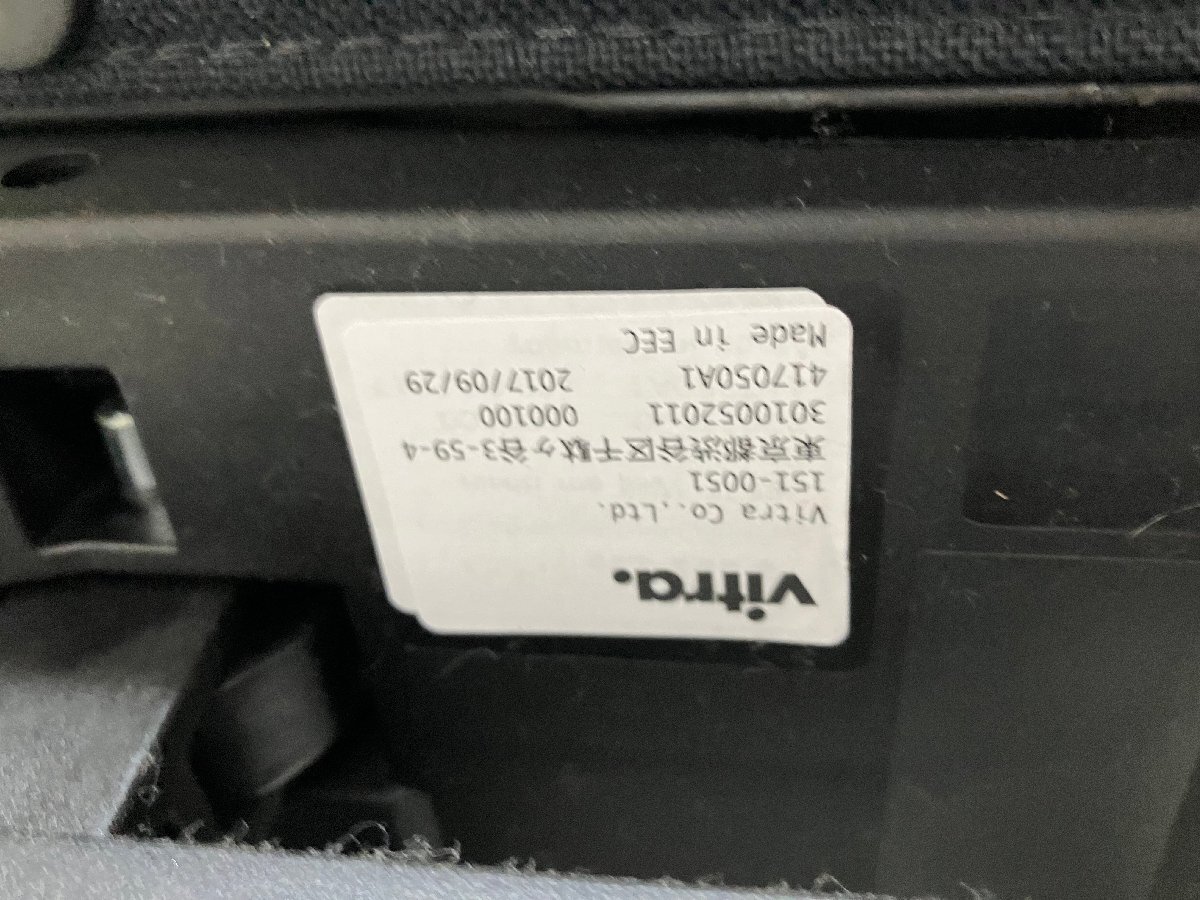 vitra.
Vitra Co.,Ltd.
151-0051
東京都渋谷区千駄ヶ谷3-59-4
3010052011 000100
417050A1 2017/09/29
Made in EEC